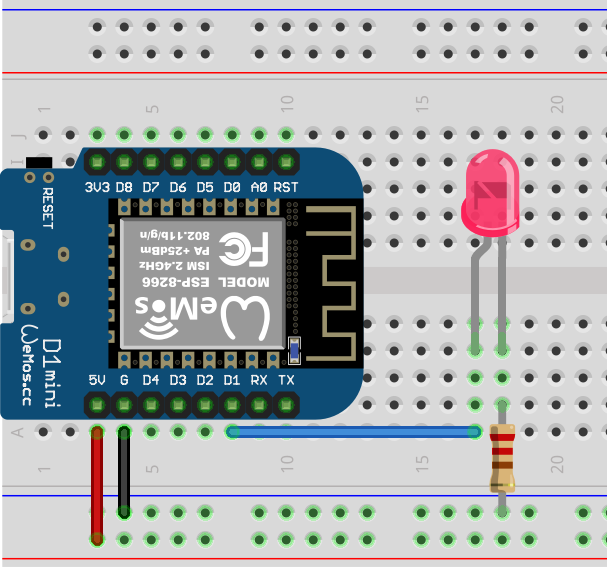 1 5 10 15 20
J
I
3V3 D8 D7 D6 D5 D0 A0 RST
RESET
802.11b/g/n
PA +25dBm
ISM 2.4GHz
FC
ESP-8266
MODEL
WeMos
D1 mini
WeMos.cc
5V G D4 D3 D2 D1 RX TX
A
1 5 10 15 20